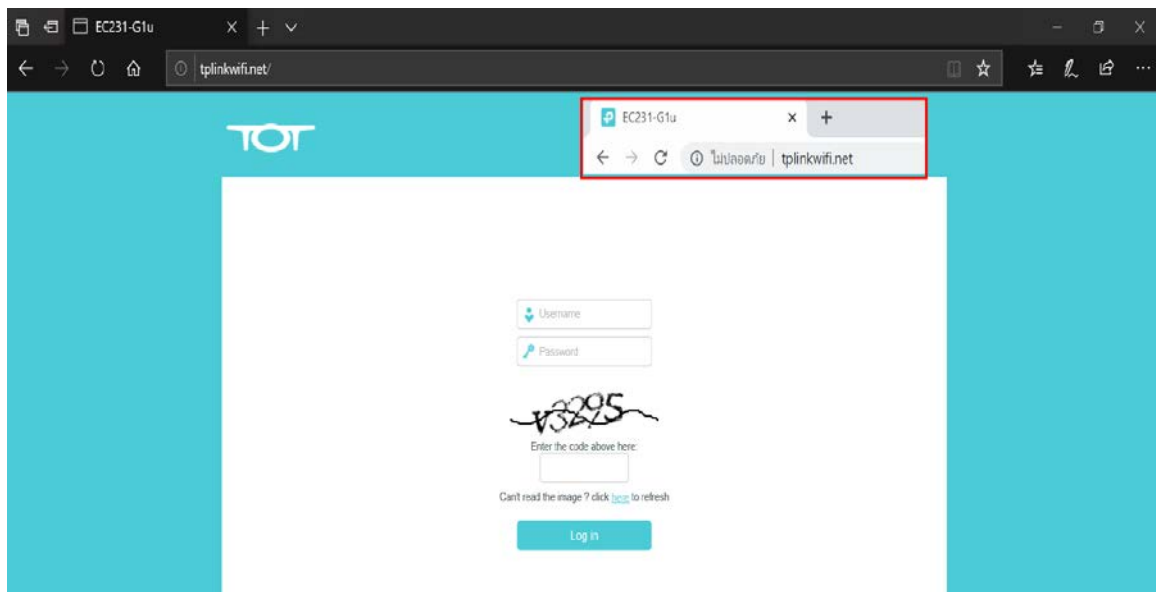 EC231-G1u
tplinkwifi.net/
TOT
EC231-G1u
ไม่ปลอดภัย | tplinkwifi.net
Username
Password
Enter the code above here:
Can't read the image ? click here to refresh
Log in